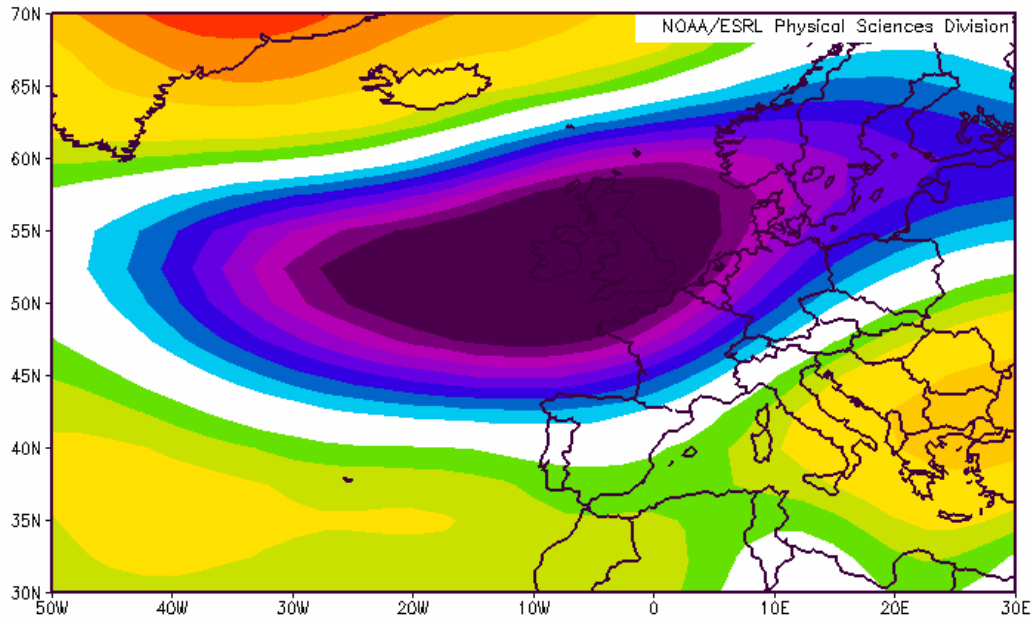 NOAA/ESRL Physical Sciences Division
70N
65N
60N
55N
50N
45N
40N
35N
30N
50W 40W 30W 20W 10W 0 10E 20E 30E